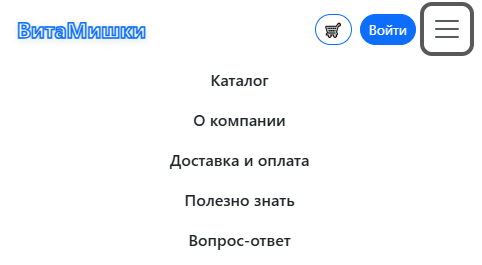 ВитаМишки
Войти
Каталог
О компании
Доставка и оплата
Полезно знать
Вопрос-ответ